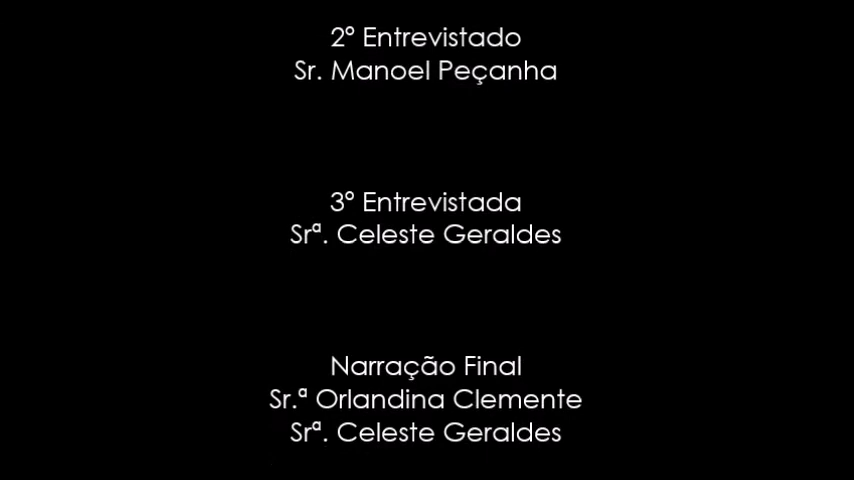 2º Entrevistado
Sr. Manoel Peçanha
3º Entrevistada
Srª. Celeste Geraldes
Narração Final
Sr.ª Orlandina Clemente
Srª. Celeste Geraldes